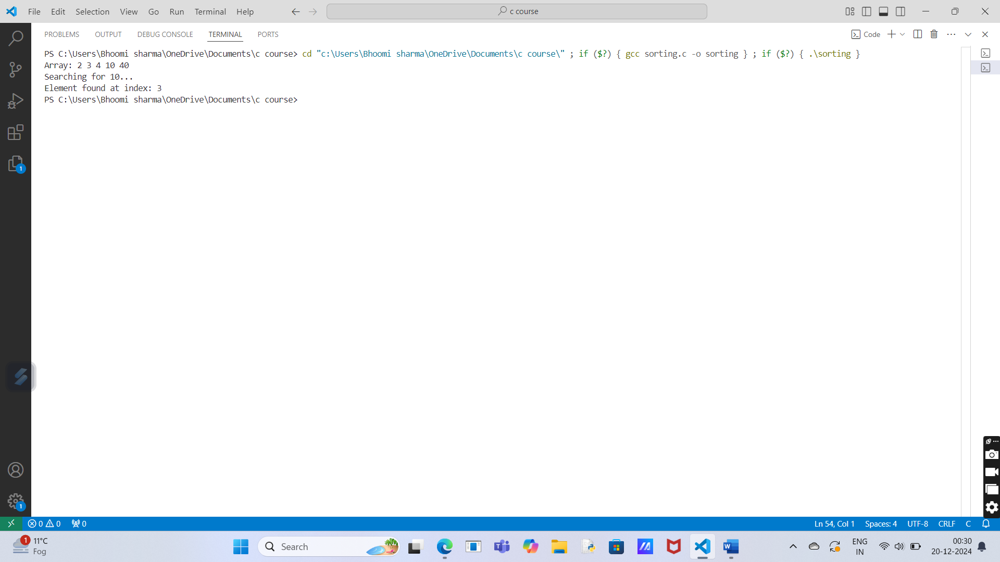 File Edit Selection View Go Run Terminal Help
c course
PROBLEMS OUTPUT DEBUG CONSOLE TERMINAL PORTS
Code
PS C:\Users\Bhoomi sharma\OneDrive\Documents\c course> cd "c:\Users\Bhoomi sharma\OneDrive\Documents\c course\" ; if ($?) { gcc sorting.c -o sorting } ; if ($?) { .\sorting }
Array: 2 3 4 10 40
Searching for 10...
Element found at index: 3
PS C:\Users\Bhoomi sharma\OneDrive\Documents\c course>
1
1
0 0 0
Ln 54, Col 1 Spaces: 4 UTF-8 CRLF C
1
11°C
Fog
Search
T
W
ENG
IN
00:30
20-12-2024